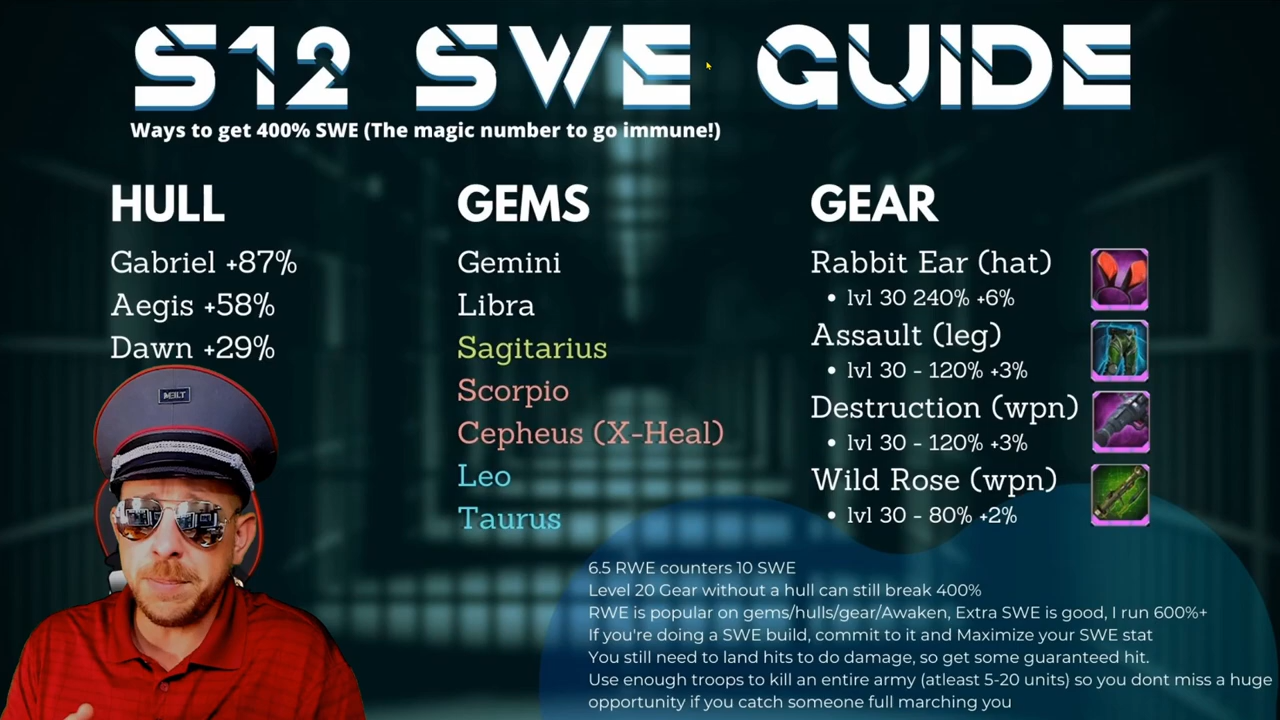 S12 SWE GUIDE
Ways to get 400% SWE (The magic number to go immune!)
HULL
Gabriel +87%
Aegis +58%
Dawn +29%
GEMS
Gemini
Libra
Sagitarius
Scorpio
Cepheus (X-Heal)
Leo
Taurus
GEAR
Rabbit Ear (hat)
• lvl 30 240% +6%
Assault (leg)
• lvl 30 - 120% +3%
Destruction (wpn)
• lvl 30 - 120% +3%
Wild Rose (wpn)
• lvl 30 - 80% +2%
6.5 RWE counters 10 SWE
Level 20 Gear without a hull can still break 400%
RWE is popular on gems/hulls/gear/Awaken, Extra SWE is good, I run 600%+
If you're doing a SWE build, commit to it and Maximize your SWE stat
You still need to land hits to do damage, so get some guaranteed hit.
Use enough troops to kill an entire army (atleast 5-20 units) so you dont miss a huge
opportunity if you catch someone full marching you